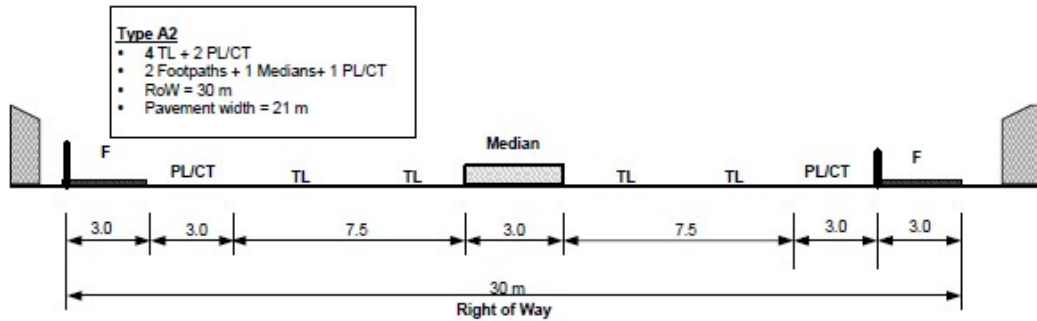 Type A2
• 4 TL + 2 PL/CT
• 2 Footpaths + 1 Medians+ 1 PL/CT
• RoW = 30 m
• Pavement width = 21 m
Median
F F
PL/CT TL TL TL TL PL/CT
3.0 3.0 7.5 3.0 7.5 3.0 3.0
30 m
Right of Way